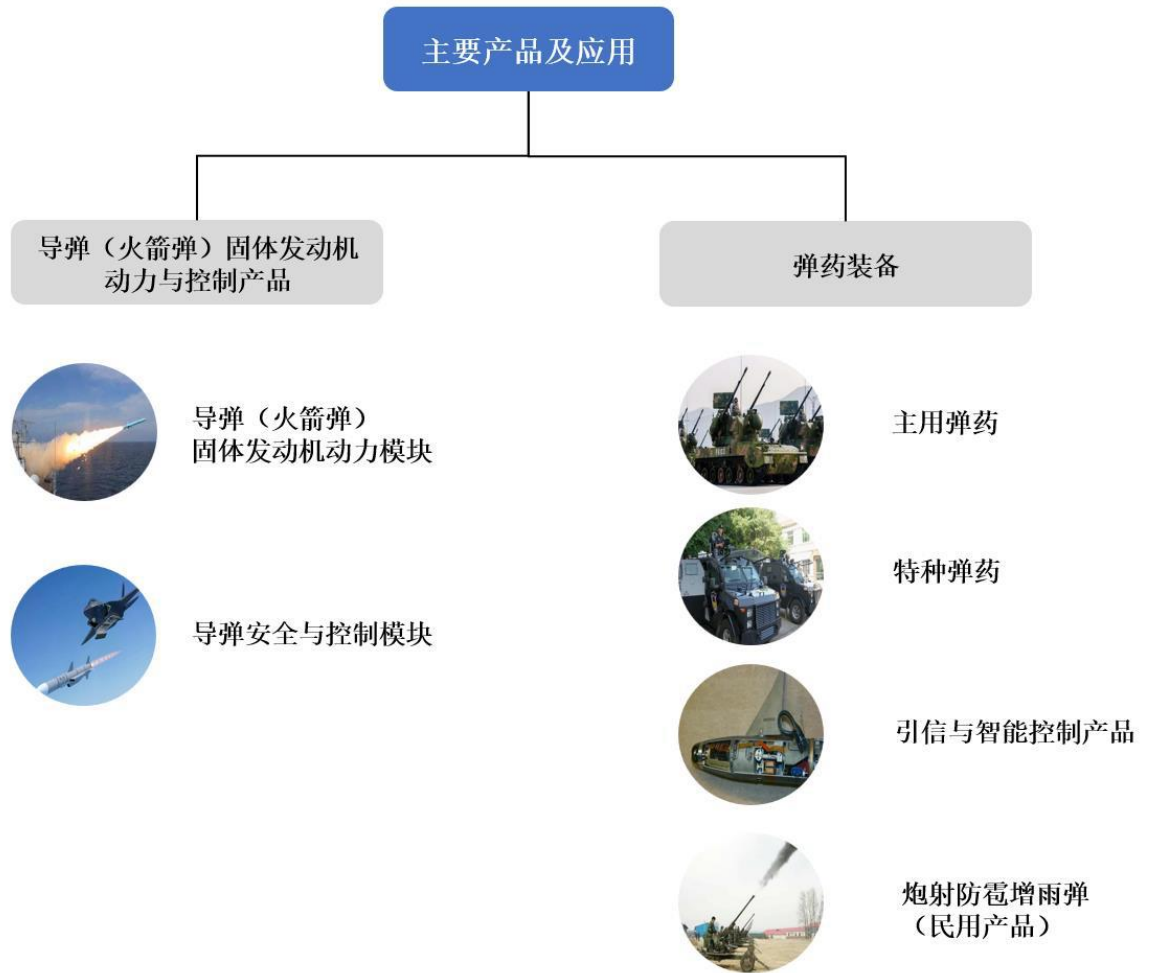 主要产品及应用
导弹（火箭弹）固体发动机
动力与控制产品
导弹（火箭弹）
固体发动机动力模块
导弹安全与控制模块
弹药装备
主用弹药
特种弹药
引信与智能控制产品
炮射防雹增雨弹
（民用产品）